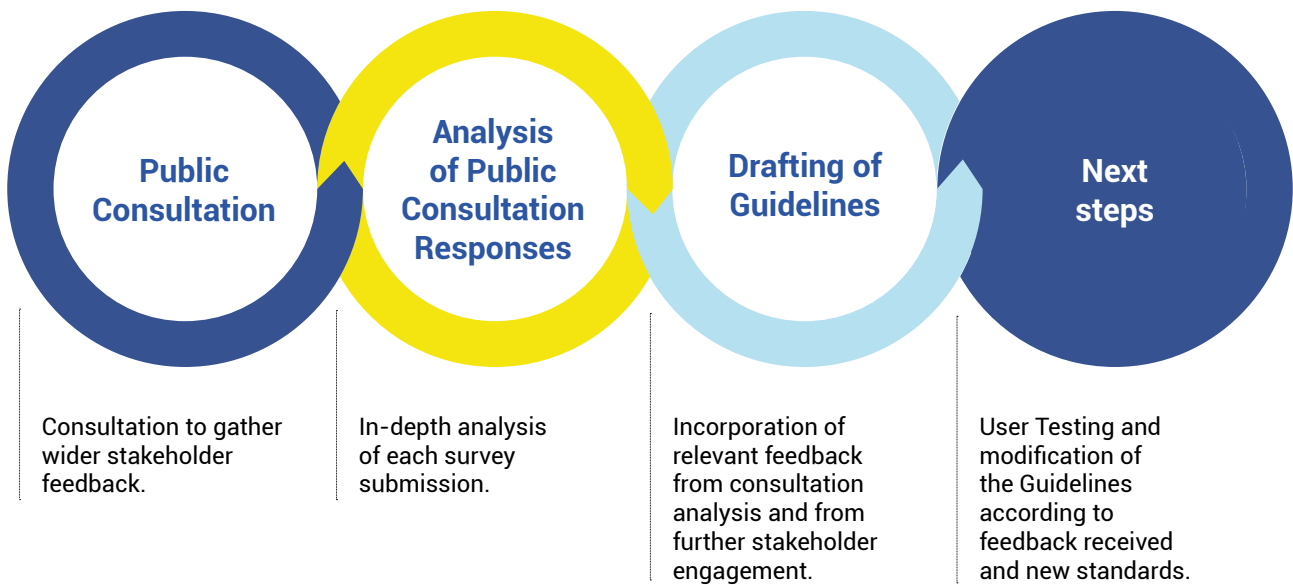 Public
Consultation
Analysis
of Public
Consultation
Responses
Drafting of
Guidelines
Next
steps
Consultation to gather
wider stakeholder
feedback.
In-depth analysis
of each survey
submission.
Incorporation of
relevant feedback
from consultation
analysis and from
further stakeholder
engagement.
User Testing and
modification of
the Guidelines
according to
feedback received
and new standards.